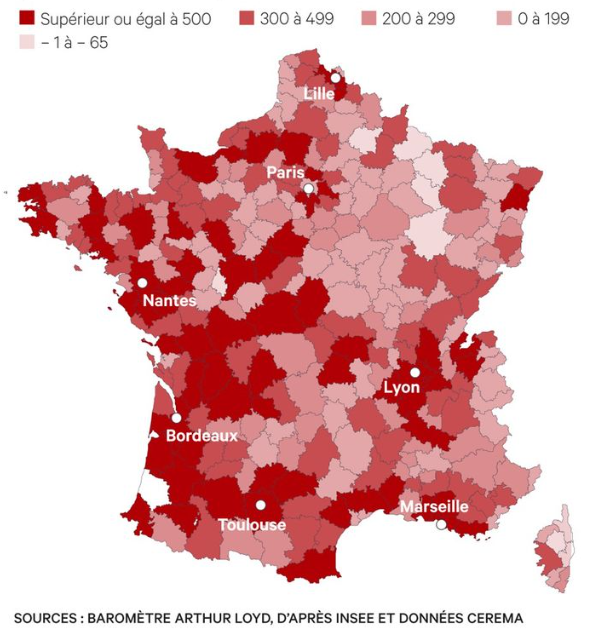 Supérieur ou égal à 500
300 à 499
200 à 299
0 à 199
– 1 à – 65
Lille
Paris
Nantes
Lyon
Bordeaux
Marseille
Toulouse
SOURCES : BAROMÈTRE ARTHUR LOYD, D'APRÈS INSEE ET DONNÉES CEREMA